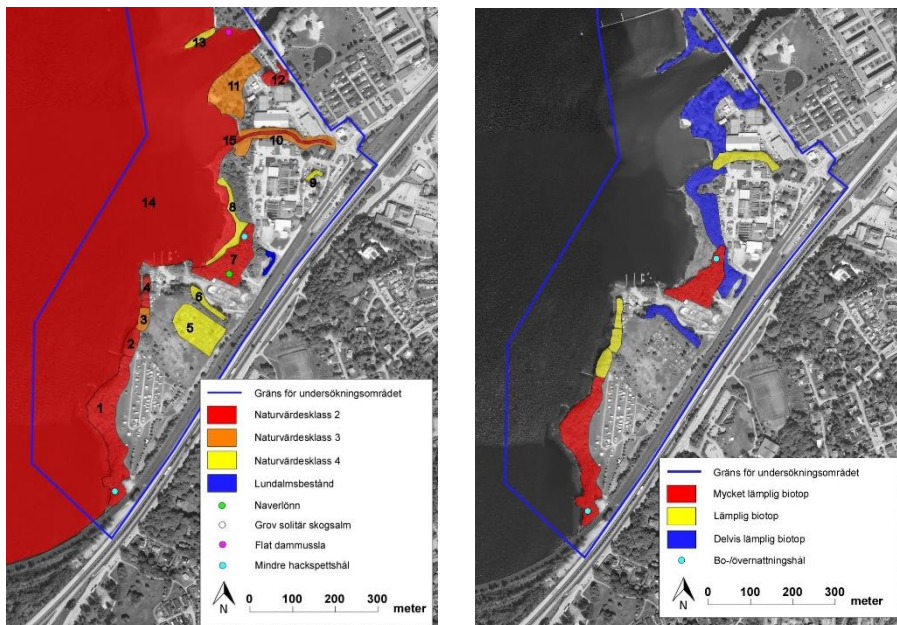 13
12
11
15
10
9
14
8
7
6
4
5
3
2
1
Gräns för undersökningsområdet
Naturvärdesklass 2
Naturvärdesklass 3
Naturvärdesklass 4
Lundalmsbestånd
Naverlönn
Grov solitär skogsalm
Flat dammussla
Mindre hackspettshål
N
0 100 200 300
meter
Gräns för undersökningsområdet
Mycket lämplig biotop
Lämplig biotop
Delvis lämplig biotop
Bo-/övernattningshål
N
0 100 200 300
meter